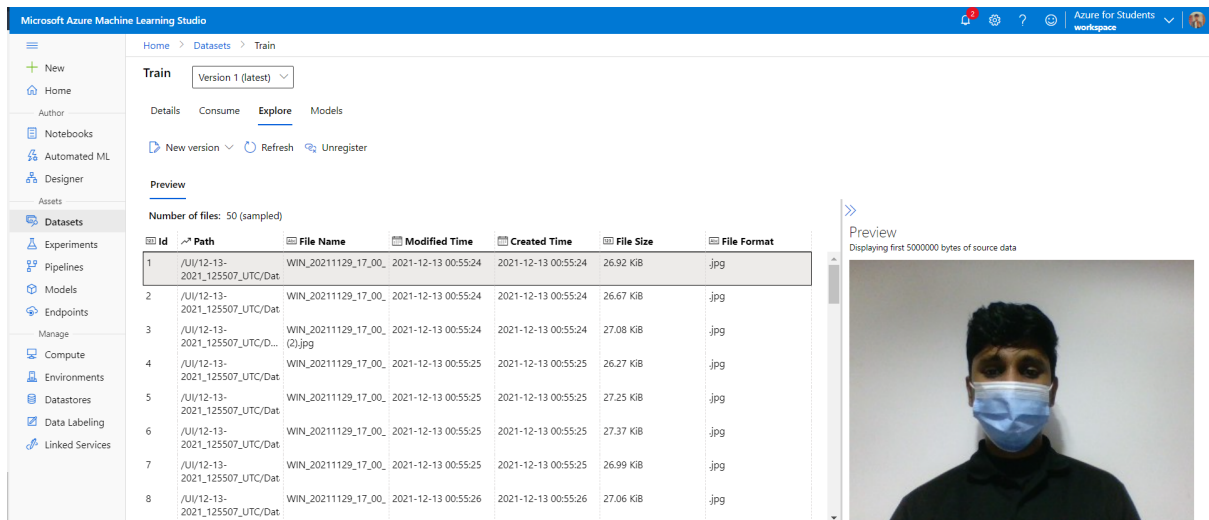 Microsoft Azure Machine Learning Studio
2
Azure for Students
workspace
Home > Datasets > Train
New
Home
Author
Notebooks
Automated ML
Designer
Assets
Datasets
Experiments
Pipelines
Models
Endpoints
Manage
Compute
Environments
Datastores
Data Labeling
Linked Services
Train Version 1 (latest)
Details Consume Explore Models
New version Refresh Unregister
Preview
Number of files: 50 (sampled)
Id Path File Name Modified Time Created Time File Size File Format
1 /UI/12-13- WIN_20211129_17_00_ 2021-12-13 00:55:24 2021-12-13 00:55:24 26.92 KiB .jpg
2021_125507_UTC/Dat
2 /UI/12-13- WIN_20211129_17_00_ 2021-12-13 00:55:24 2021-12-13 00:55:24 26.67 KiB .jpg
2021_125507_UTC/Dat
3 /UI/12-13- WIN_20211129_17_00_ 2021-12-13 00:55:24 2021-12-13 00:55:24 27.08 KiB .jpg
2021_125507_UTC/D... (2).jpg
4 /UI/12-13- WIN_20211129_17_00_ 2021-12-13 00:55:25 2021-12-13 00:55:25 26.27 KiB .jpg
2021_125507_UTC/Dat
5 /UI/12-13- WIN_20211129_17_00_ 2021-12-13 00:55:25 2021-12-13 00:55:25 27.25 KiB .jpg
2021_125507_UTC/Dat
6 /UI/12-13- WIN_20211129_17_00_ 2021-12-13 00:55:25 2021-12-13 00:55:25 27.37 KiB .jpg
2021_125507_UTC/Dat
7 /UI/12-13- WIN_20211129_17_00_ 2021-12-13 00:55:25 2021-12-13 00:55:25 26.99 KiB .jpg
2021_125507_UTC/Dat
8 /UI/12-13- WIN_20211129_17_00_ 2021-12-13 00:55:26 2021-12-13 00:55:26 27.06 KiB .jpg
2021_125507_UTC/Dat
Preview
Displaying first 5000000 bytes of source data